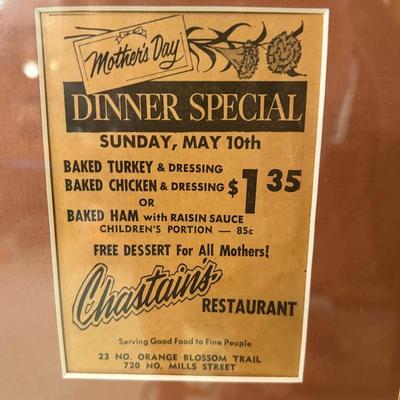 Mother's Day
DINNER SPECIAL
SUNDAY, MAY 10th
BAKED TURKEY & DRESSING
BAKED CHICKEN & DRESSING $1 35
OR
BAKED HAM with RAISIN SAUCE
CHILDREN'S PORTION — 85c
FREE DESSERT For All Mothers!
Chastain's
RESTAURANT
Serving Good Food to Fine People
23 NO. ORANGE BLOSSOM TRAIL
720 NO. MILLS STREET